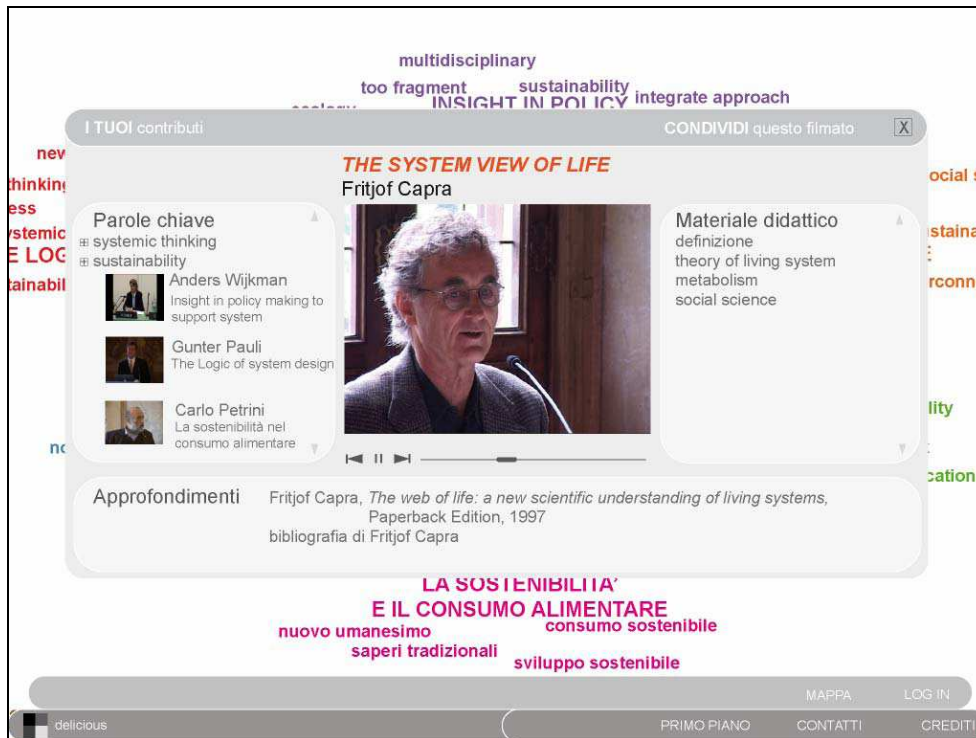 multidisciplinary
too fragment
sustainability
INSIGHT IN POLICY
integrate approach
I TUOI contributi
CONDIVIDI questo filmato
X
THE SYSTEM VIEW OF LIFE
Fritjof Capra
Parole chiave
systemic thinking
sustainability
Anders Wijkman
Insight in policy making to
support system
Gunter Pauli
The Logic of system design
Carlo Petrini
La sostenibilità nel
consumo alimentare
Materiale didattico
definizione
theory of living system
metabolism
social science
Approfondimenti
Fritjof Capra, The web of life: a new scientific understanding of living systems,
Paperback Edition, 1997
bibliografia di Fritjof Capra
LA SOSTENIBILITA’
E IL CONSUMO ALIMENTARE
nuovo umanesimo
consumo sostenibile
saperi tradizionali
sviluppo sostenibile
MAPPA
LOG IN
delicious
PRIMO PIANO
CONTATTI
CREDITI